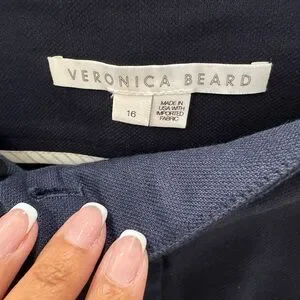 VERONICA BEARD
16
MADE IN
USA WITH
IMPORTED
FABRIC